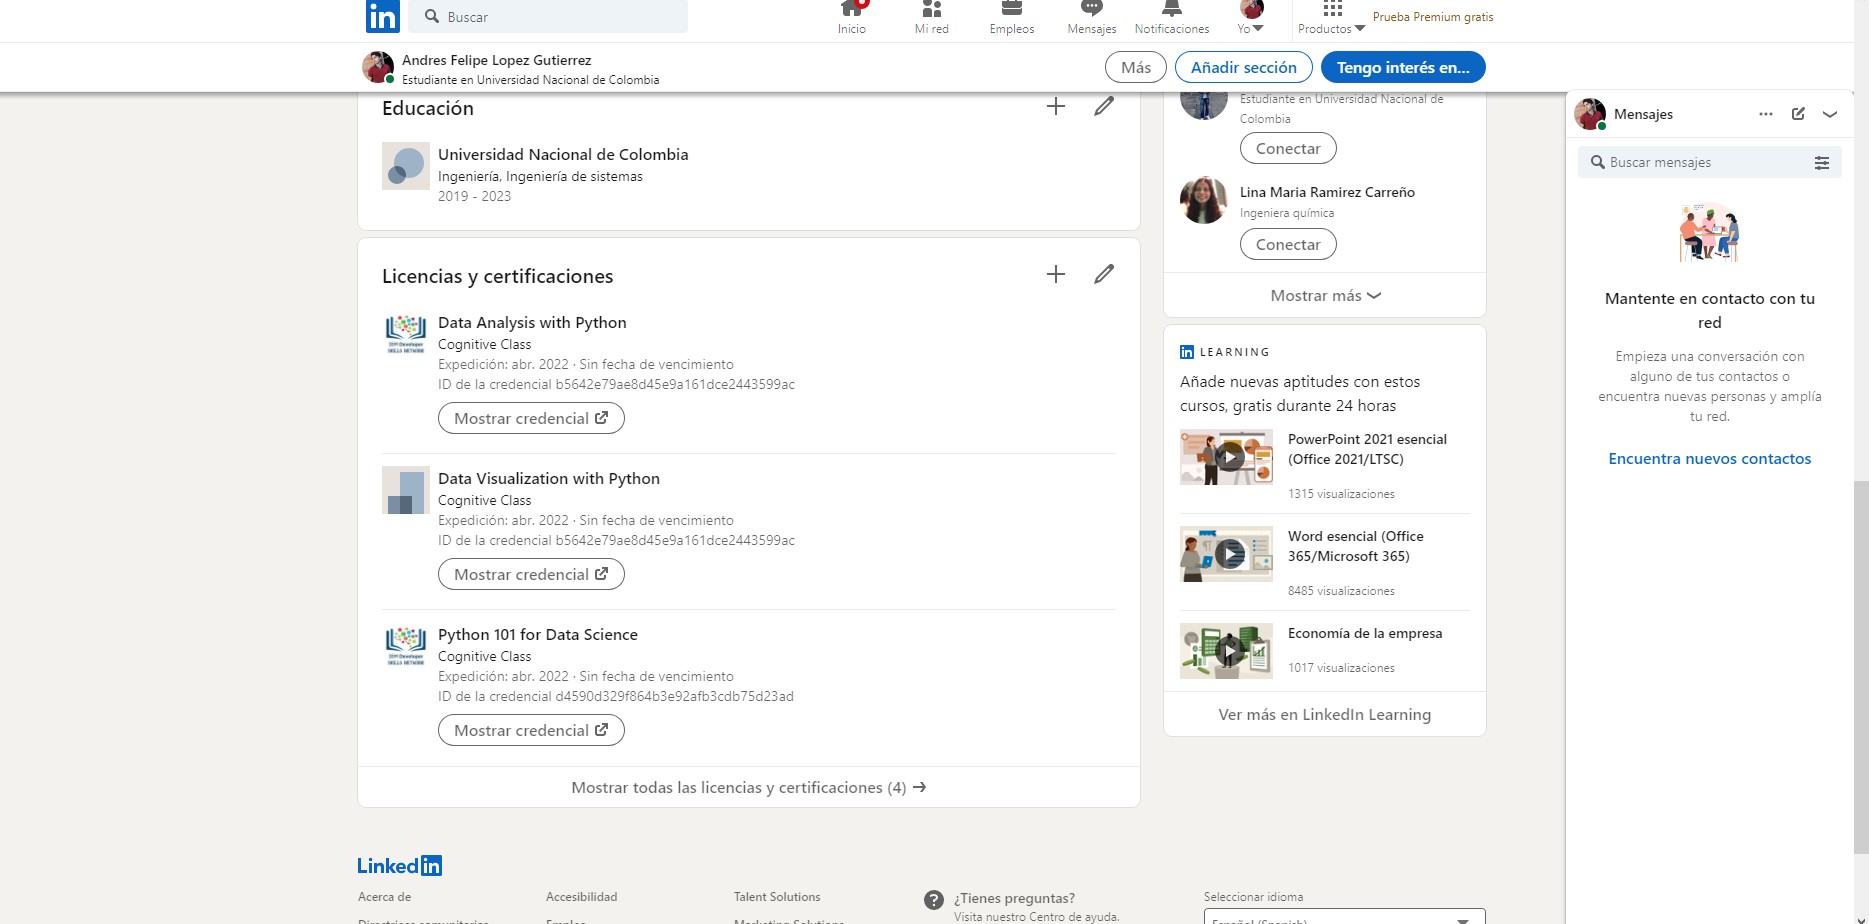 in
Buscar
Inicio
Mi red
Empleos
Mensajes
Notificaciones
Yo
Productos
Prueba Premium gratis
Andres Felipe Lopez Gutierrez
Estudiante en Universidad Nacional de Colombia
Más
Añadir sección
Tengo interés en...
Educación
Universidad Nacional de Colombia
Ingeniería, Ingeniería de sistemas
2019 - 2023
Licencias y certificaciones
Data Analysis with Python
Cognitive Class
Expedición: abr. 2022 · Sin fecha de vencimiento
ID de la credencial b5642e79ae8d45e9a161dce2443599ac
Mostrar credencial
Data Visualization with Python
Cognitive Class
Expedición: abr. 2022 · Sin fecha de vencimiento
ID de la credencial b5642e79ae8d45e9a161dce2443599ac
Mostrar credencial
Python 101 for Data Science
Cognitive Class
Expedición: abr. 2022 · Sin fecha de vencimiento
ID de la credencial d4590d329f864b3e92afb3cdb75d23ad
Mostrar credencial
Mostrar todas las licencias y certificaciones (4) →
Estudiante en Universidad Nacional de
Colombia
Conectar
Lina Maria Ramirez Carreño
Ingeniera química
Conectar
Mostrar más
in LEARNING
Añade nuevas aptitudes con estos
cursos, gratis durante 24 horas
PowerPoint 2021 esencial
(Office 2021/LTSC)
1315 visualizaciones
Word esencial (Office
365/Microsoft 365)
8485 visualizaciones
Economía de la empresa
1017 visualizaciones
Ver más en LinkedIn Learning
Mensajes
Buscar mensajes
Mantente en contacto con tu
red
Empieza una conversación con
alguno de tus contactos o
encuentra nuevas personas y amplía
tu red.
Encuentra nuevos contactos
LinkedIn
Acerca de
Accesibilidad
Talent Solutions
¿Tienes preguntas?
Visita nuestro Centro de ayuda.
Seleccionar idioma
Directrices comunitarias
Empleo
Marketing Solutions
Español (Spanish)